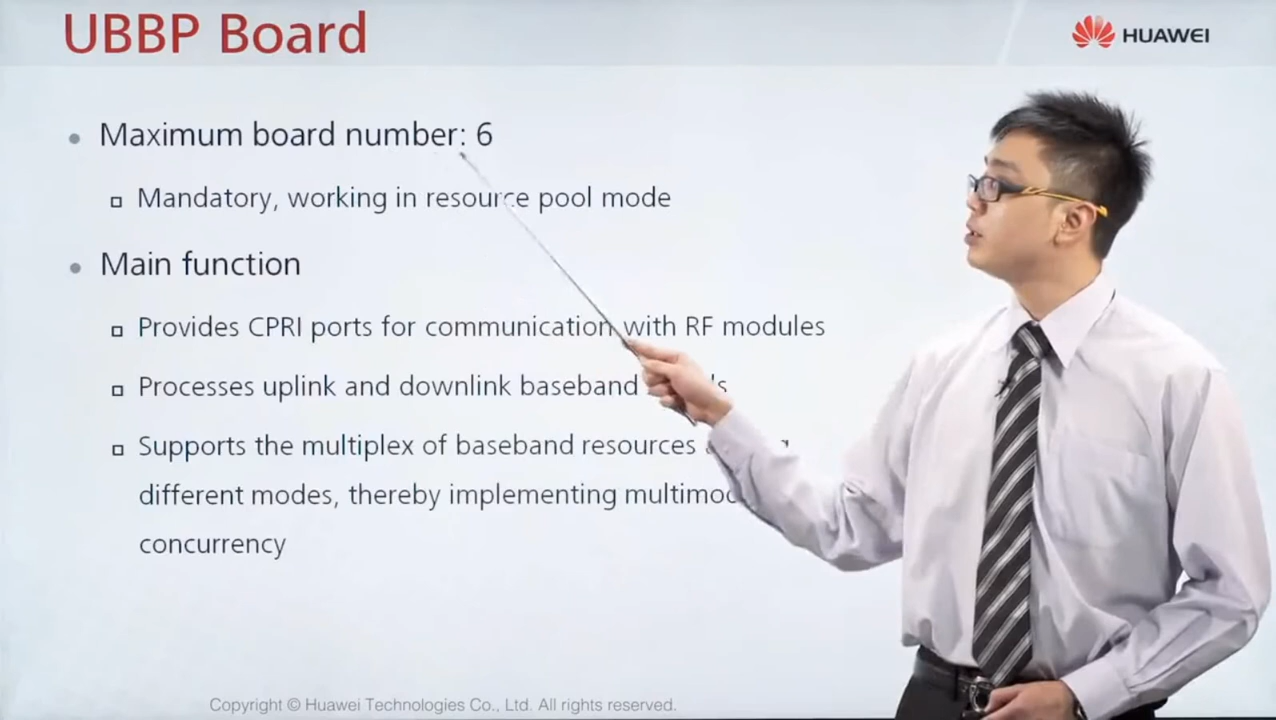 UBBP Board
HUAWEI
• Maximum board number: 6
▫ Mandatory, working in resource pool mode
• Main function
▫ Provides CPRI ports for communication with RF modules
▫ Processes uplink and downlink baseband
▫ Supports the multiplex of baseband resources
different modes, thereby implementing
concurrency
Copyright © Huawei Technologies Co., Ltd. All rights reserved.